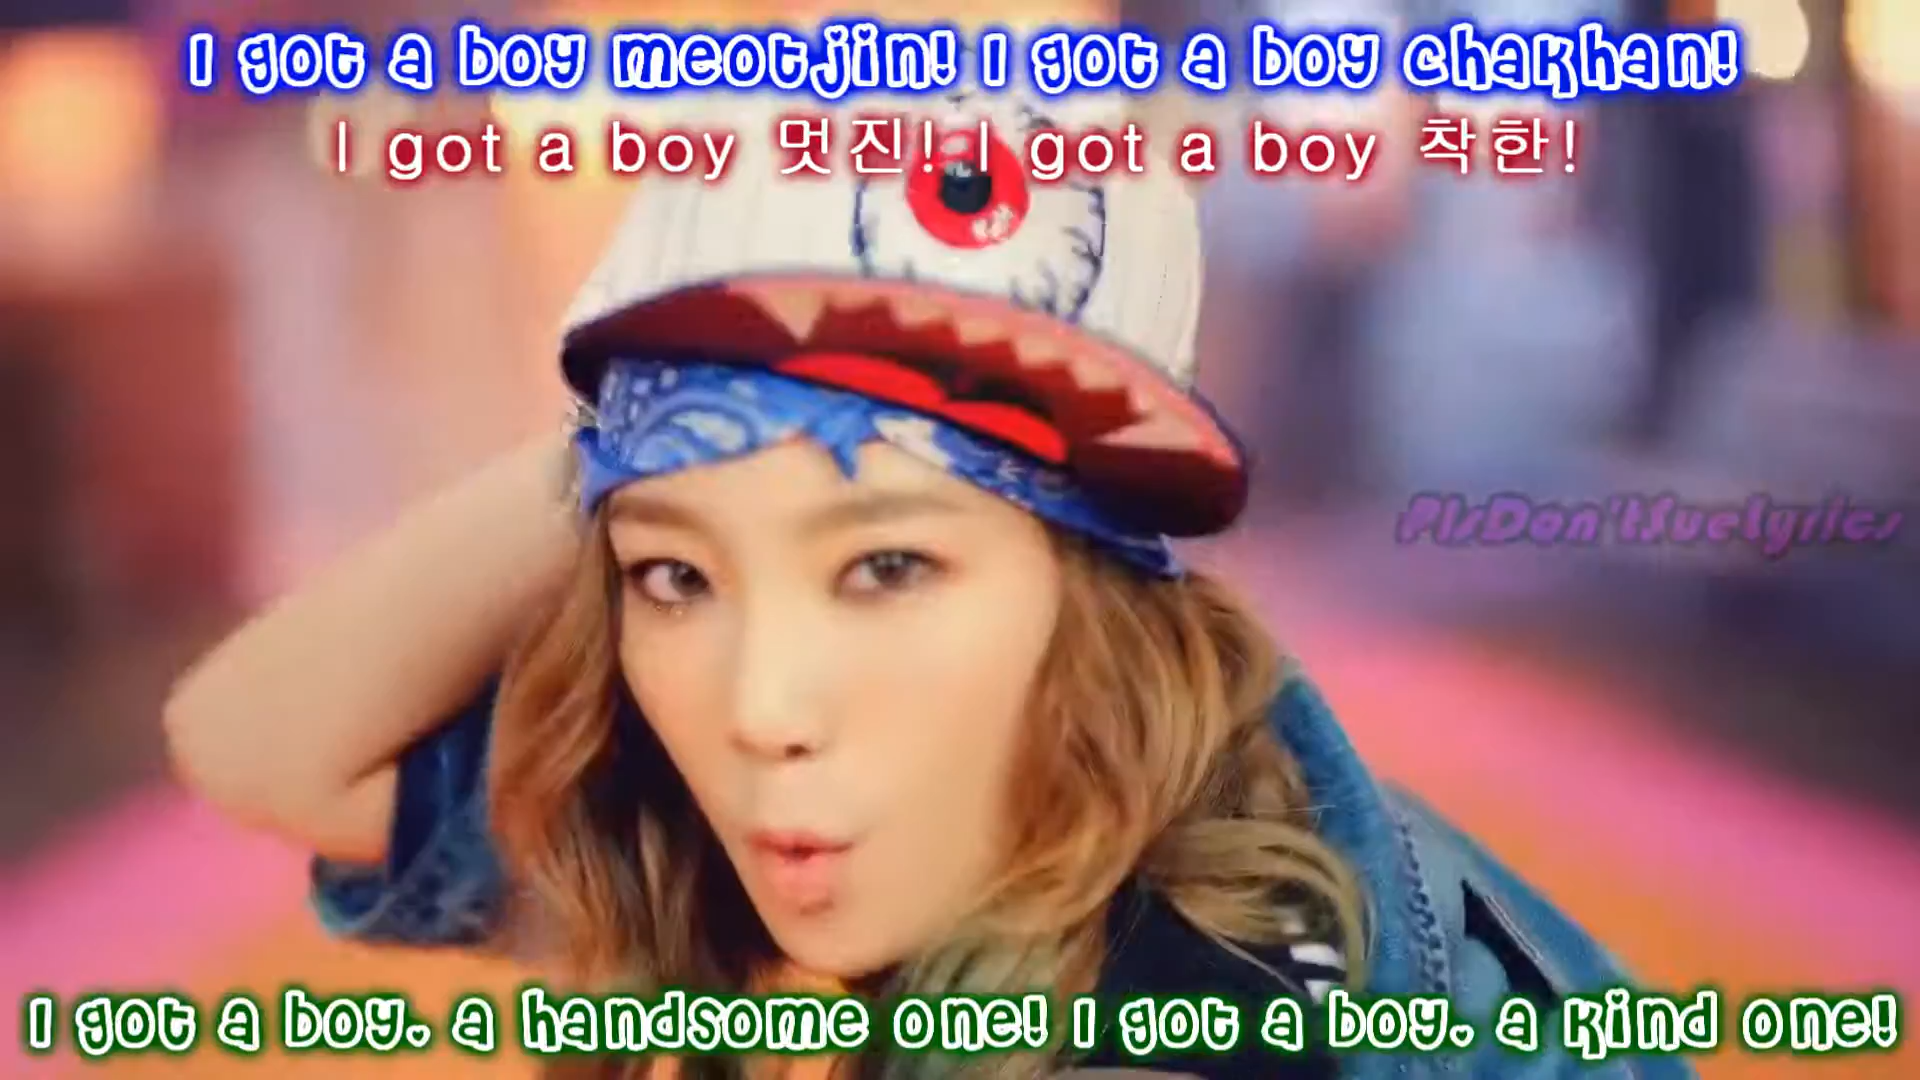 I got a boy meotjin! I got a boy chakhan!
I got a boy 멋진! I got a boy 착한!
PlsDon'tSueLyrics
I got a boy. a handsome one! I got a boy. a kind one!